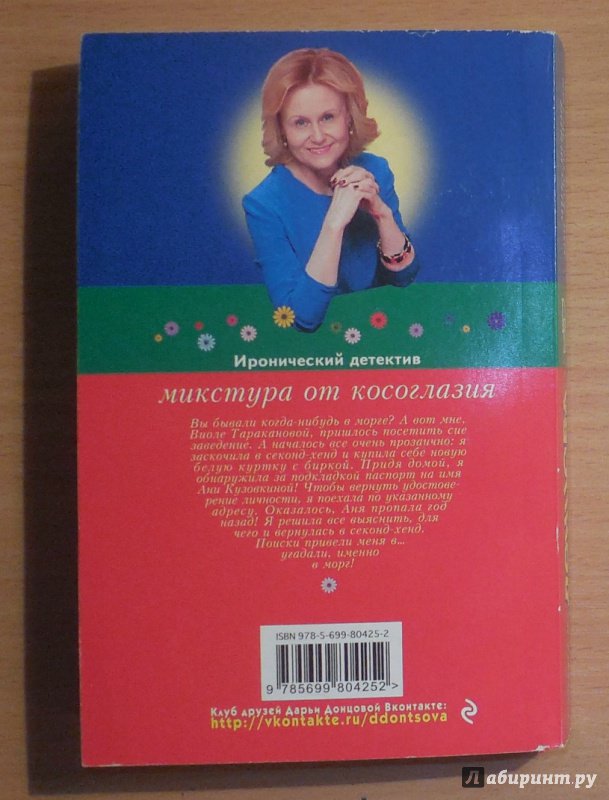 Иронический детектив
микстура от косоглазия
Вы бывали когда-нибудь в морге? А вот мне,
Виоле Таракановой, пришлось посетить сие
заведение. А началось все очень прозаично: я
заскочила в секонд-хенд и купила себе новую
белую куртку с биркой. Придя домой, я
обнаружила за подкладкой паспорт на имя
Ани Кузовкиной! Чтобы вернуть удостове-
рение личности, я поехала по указанному
адресу. Оказалось, Аня пропала год
назад! Я решила все выяснить, для
чего и вернулась в секонд-хенд.
Поиски привели меня в...
угадали, именно
в морг!
ISBN 978-5-699-80425-2
9 785699 804252 >
Клуб друзей Дарьи Донцовой Вконтакте:
http://vkontakte.ru/ddontsova
Лабиринт.ру